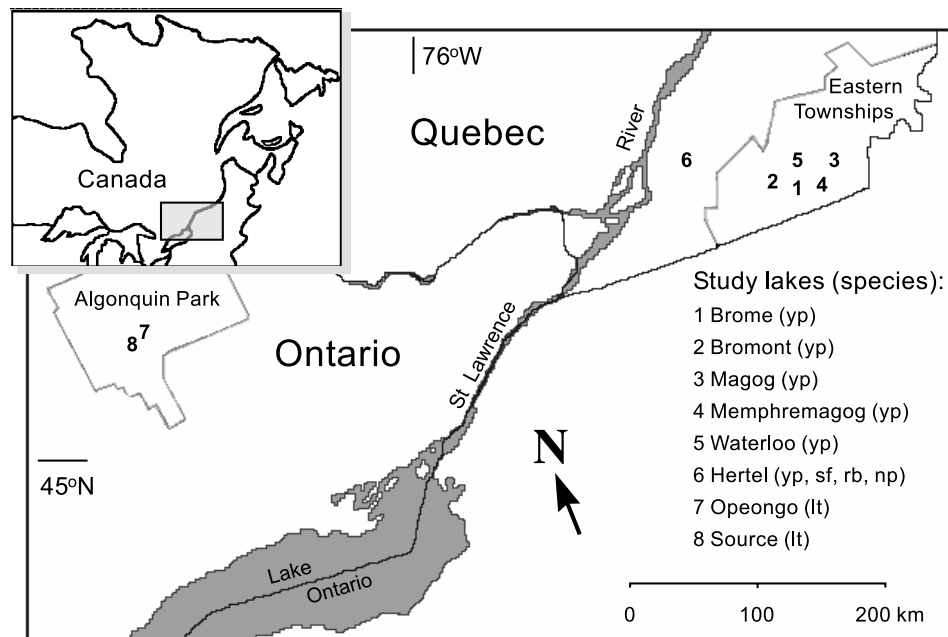 Canada
76°W
Quebec
River
Eastern
Townships
6
5
3
2
1
4
Algonquin Park
7
8
Ontario
St Lawrence
N
45°N
Lake
Ontario
Study lakes (species):
1 Brome (yp)
2 Bromont (yp)
3 Magog (yp)
4 Memphremagog (yp)
5 Waterloo (yp)
6 Hertel (yp, sf, rb, np)
7 Opeongo (lt)
8 Source (lt)
0 100 200 km